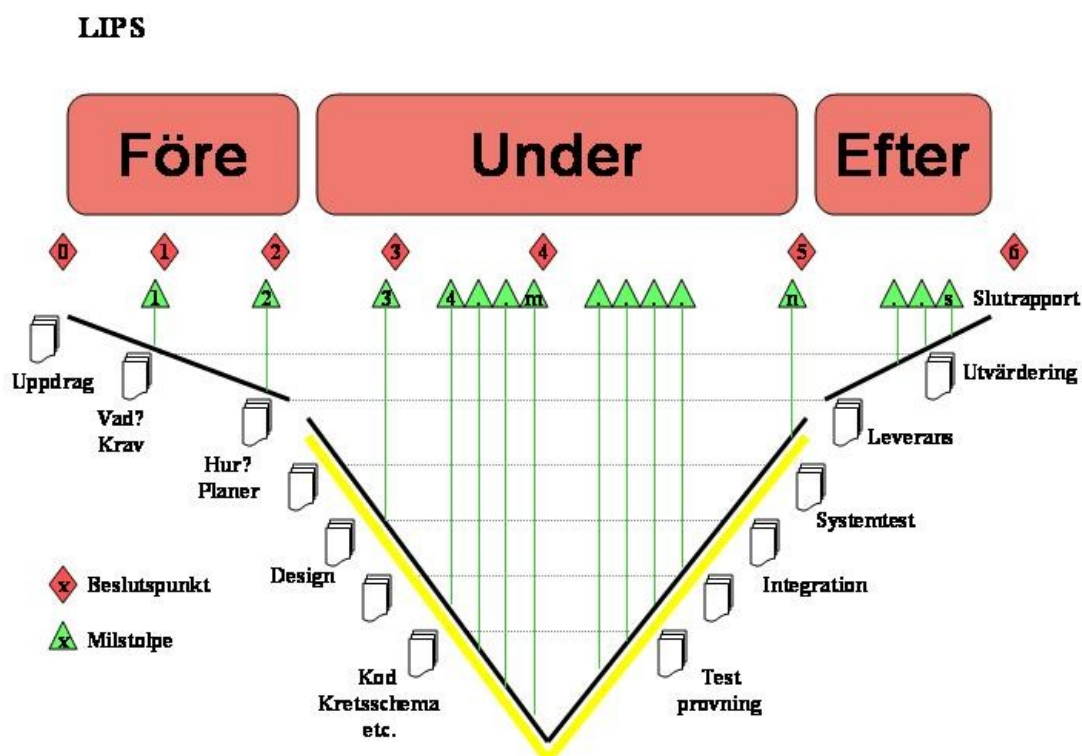 LIPS
Före Under Efter
0 1 2 3 4 5 6
1 2 3 4 . . m . . . . n . . s Slutrapport
Uppdrag
Utvärdering
Vad?
Krav
Leverans
Hur?
Planer
Systemtest
Design
Integration
x Beslutspunkt
x Milstolpe
Kod
Kretsschema
etc.
Test
provning